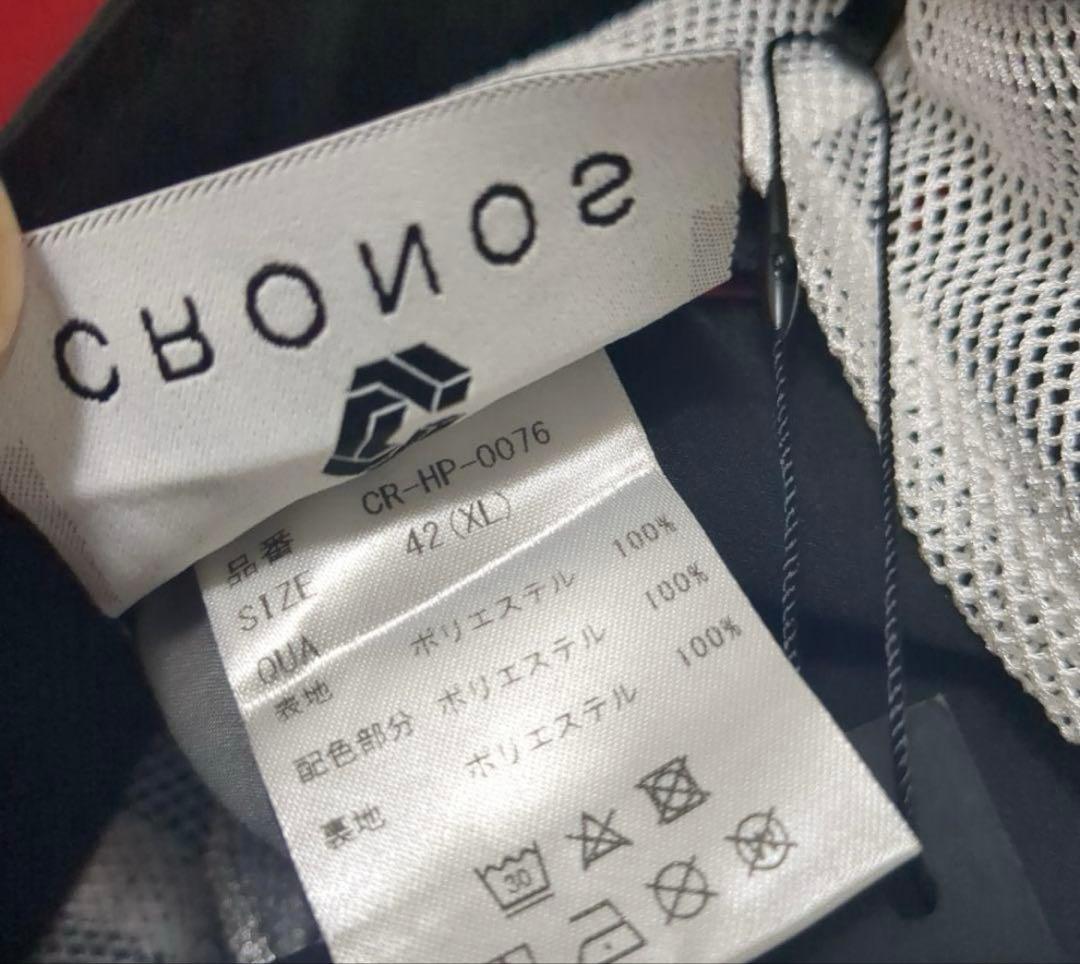 CRONOS
品番 CR-HP-0076
SIZE 42(XL)
QUA
表地 ポリエステル 100%
配色部分 ポリエステル 100%
裏地 ポリエステル 100%
30